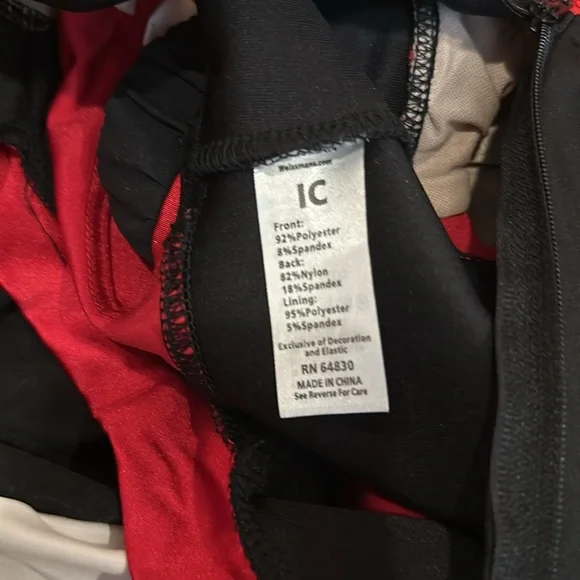 Weissmans.com
IC
Front:
92%Polyester
8%Spandex
Back:
82%Nylon
18%Spandex
Lining:
95%Polyester
5%Spandex
Exclusive of Decoration
and Elastic
RN 64830
MADE IN CHINA
See Reverse For Care